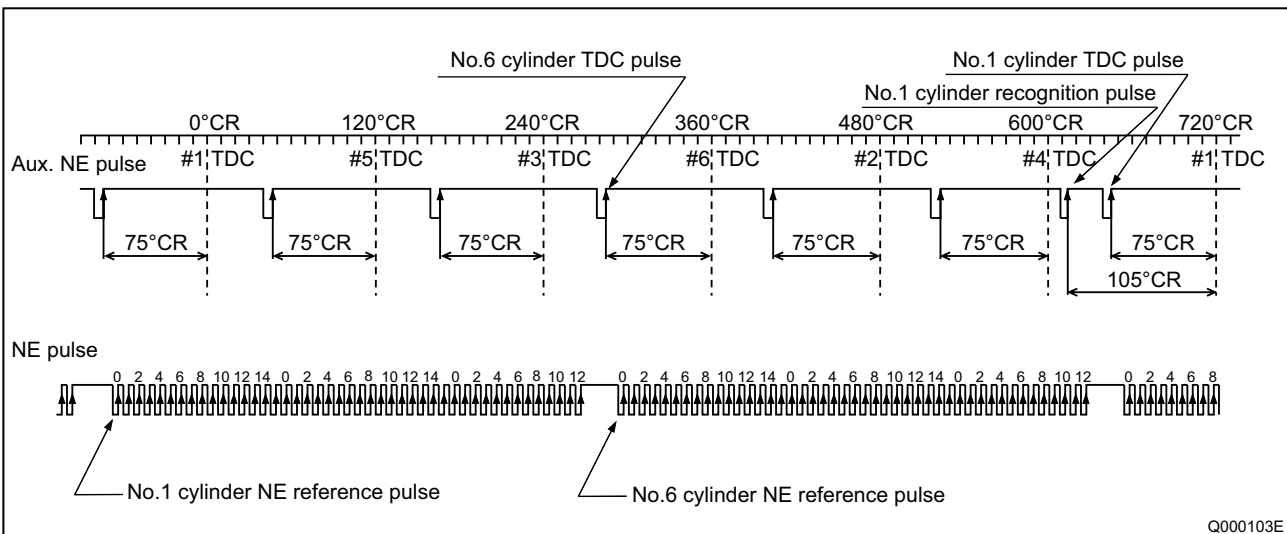 No.6 cylinder TDC pulse
No.1 cylinder TDC pulse
No.1 cylinder recognition pulse
0°CR 120°CR 240°CR 360°CR 480°CR 600°CR 720°CR
Aux. NE pulse
#1 TDC #5 TDC #3 TDC #6 TDC #2 TDC #4 TDC #1 TDC
75°CR 75°CR 75°CR 75°CR 75°CR 75°CR 75°CR
105°CR
NE pulse
0 2 4 6 8 10 12 14 0 2 4 6 8 10 12 14 0 2 4 6 8 10 12 0 2 4 6 8 10 12 14 0 2 4 6 8 10 12 14 0 2 4 6 8 10 12 0 2 4 6 8
No.1 cylinder NE reference pulse
No.6 cylinder NE reference pulse
Q000103E